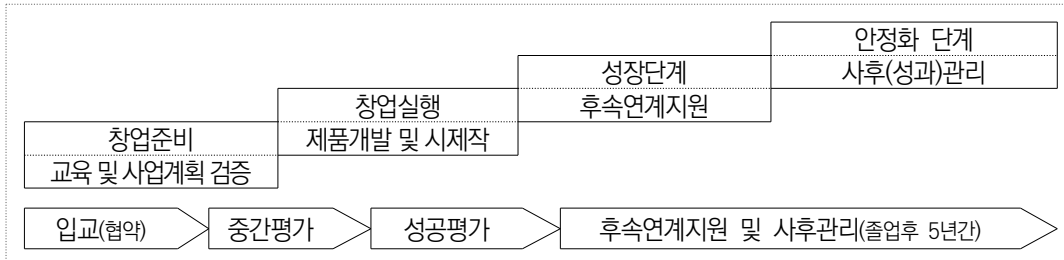 창업준비
교육 및 사업계획 검증
창업실행
제품개발 및 시제작
성장단계
후속연계지원
안정화 단계
사후(성과)관리
입교(협약)
중간평가
성공평가
후속연계지원 및 사후관리(졸업후 5년간)